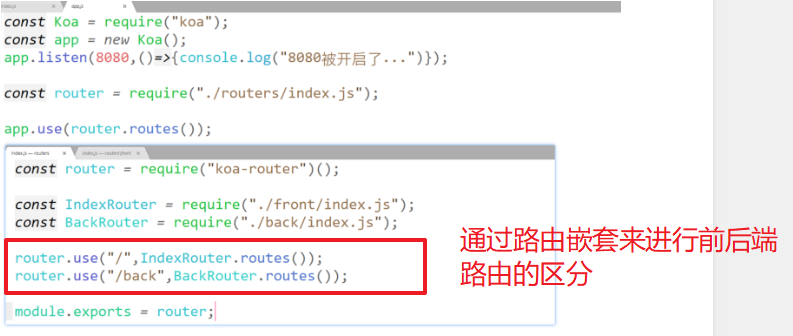 index.js × app.js ×
const Koa = require("koa");
const app = new Koa();
app.listen(8080,()=>{console.log("8080被开启了...")});
const router = require("./routers/index.js");
app.use(router.routes());
index.js — routers ×
const router = require("koa-router")();
const IndexRouter = require("./front/index.js");
const BackRouter = require("./back/index.js");
router.use("/",IndexRouter.routes());
router.use("/back",BackRouter.routes());
module.exports = router;
通过路由嵌套来进行前后端
路由的区分